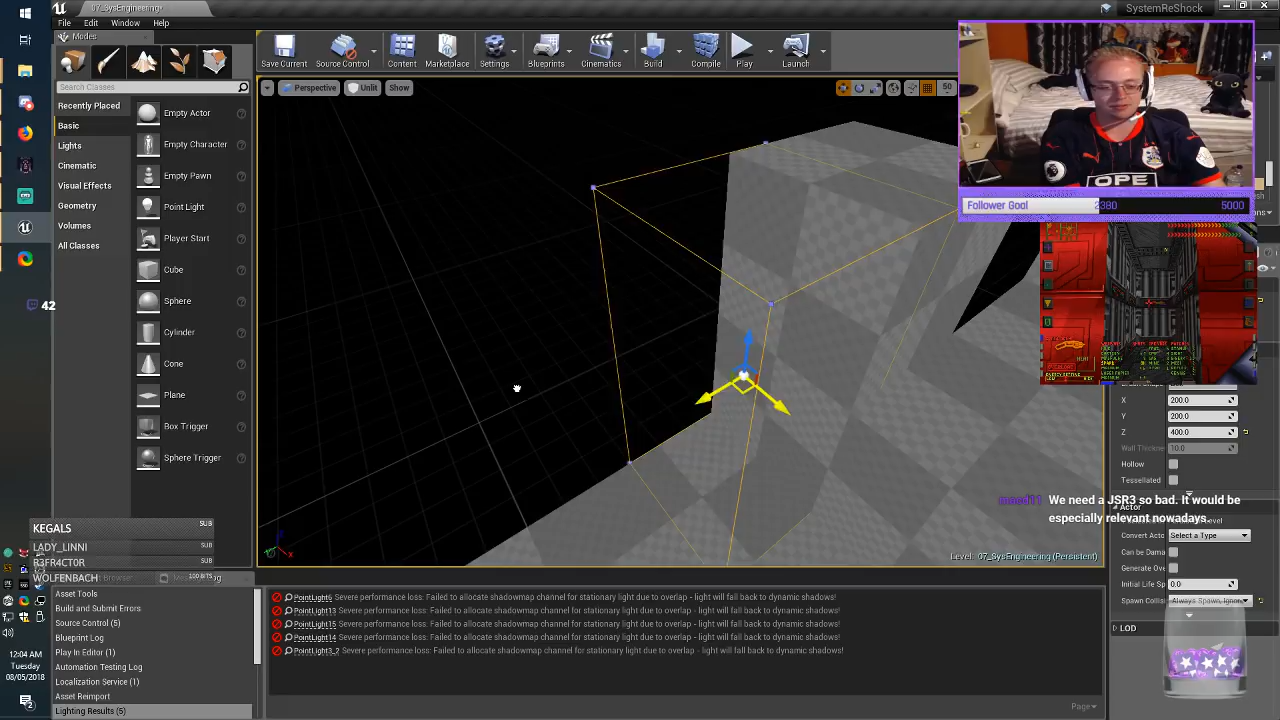 07_SysEngineering*
SystemReShock
File
Edit
Window
Help
Modes
Save Current
Source Control
Content
Marketplace
Settings
Blueprints
Cinematics
Build
Compile
Play
Launch
Search Classes
Perspective
Unlit
Show
50
Recently Placed
Basic
Lights
Cinematic
Visual Effects
Geometry
Volumes
All Classes
Empty Actor
Empty Character
Empty Pawn
Point Light
Player Start
Cube
Sphere
Cylinder
Cone
Plane
Box Trigger
Sphere Trigger
OPE
Follower Goal
2380
5000
42
X
200.0
Y
200.0
Z
400.0
10.0
Hollow
Tessellated
We need a JSR3 so bad. It would be
especially relevant nowadays.
Actor
Convert Acto
Select a Type
Can be Dama
Generate Ove
Initial Life Sp
0.0
Spawn Collisi
Always Spawn, Ignore
LOD
Level: 07_SysEngineering (Persistent)
KEGALS
SUB
LADY_LINNI
SUB
R3FR4CTOR
SUB
WOLFENBACH
100 BITS
Asset Tools
Build and Submit Errors
Source Control (5)
Blueprint Log
Play In Editor (1)
Automation Testing Log
Localization Service (1)
Asset Reimport
Lighting Results (5)
PointLight6 Severe performance loss: Failed to allocate shadowmap channel for stationary light due to overlap - light will fall back to dynamic shadows!
PointLight13 Severe performance loss: Failed to allocate shadowmap channel for stationary light due to overlap - light will fall back to dynamic shadows!
PointLight15 Severe performance loss: Failed to allocate shadowmap channel for stationary light due to overlap - light will fall back to dynamic shadows!
PointLight14 Severe performance loss: Failed to allocate shadowmap channel for stationary light due to overlap - light will fall back to dynamic shadows!
PointLight3_2 Severe performance loss: Failed to allocate shadowmap channel for stationary light due to overlap - light will fall back to dynamic shadows!
Page
12:04 AM
Tuesday
08/05/2018